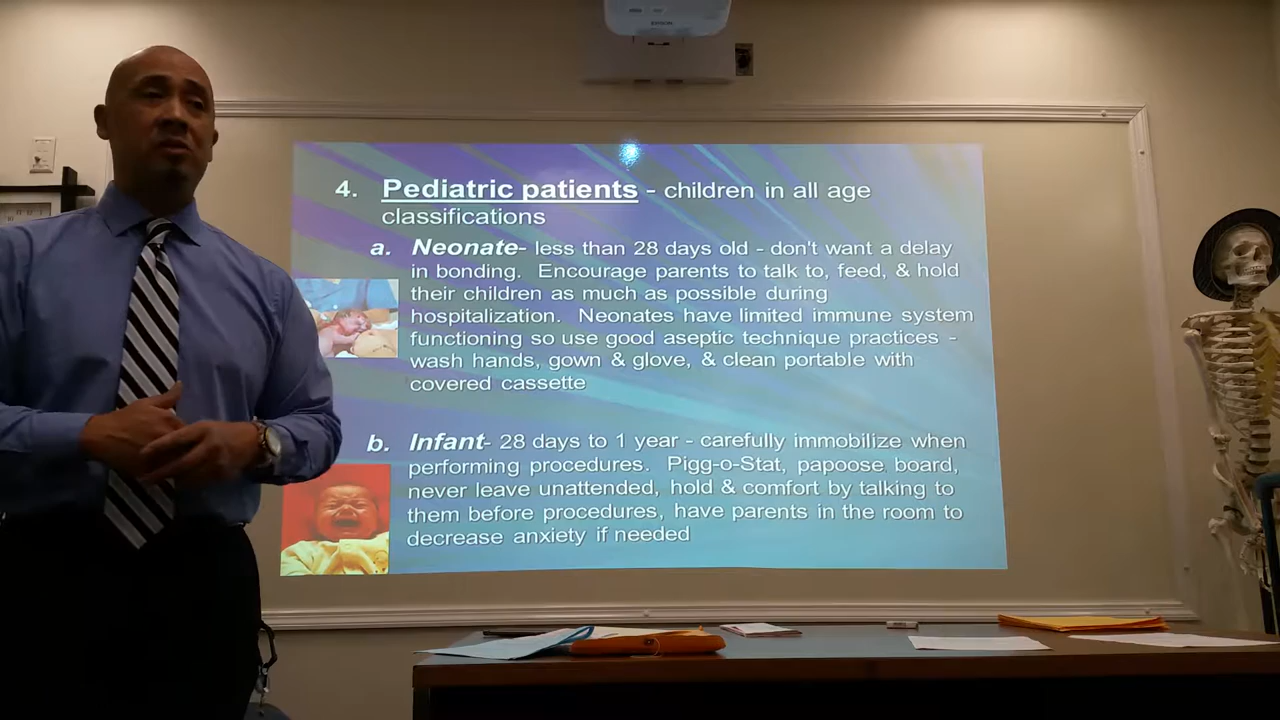 EPSON
4. Pediatric patients - children in all age
classifications
a. Neonate- less than 28 days old - don't want a delay
in bonding. Encourage parents to talk to, feed, & hold
their children as much as possible during
hospitalization. Neonates have limited immune system
functioning so use good aseptic technique practices -
wash hands, gown & glove, & clean portable with
covered cassette
b. Infant- 28 days to 1 year - carefully immobilize when
performing procedures. Pigg-o-Stat, papoose board,
never leave unattended, hold & comfort by talking to
them before procedures, have parents in the room to
decrease anxiety if needed